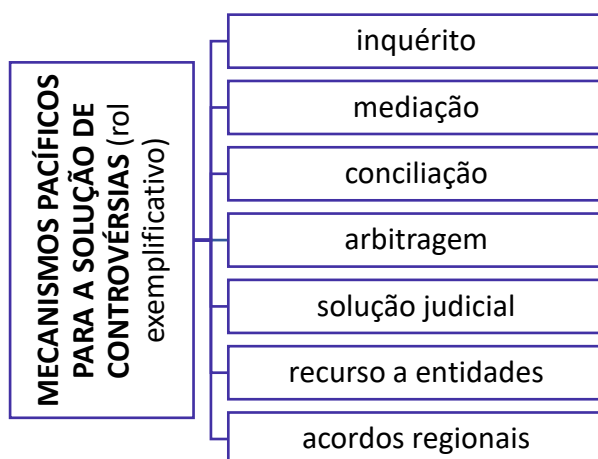 MECANISMOS PACÍFICOS
PARA A SOLUÇÃO DE
CONTROVÉRSIAS (rol
exemplificativo)
inquérito
mediação
conciliação
arbitragem
solução judicial
recurso a entidades
acordos regionais